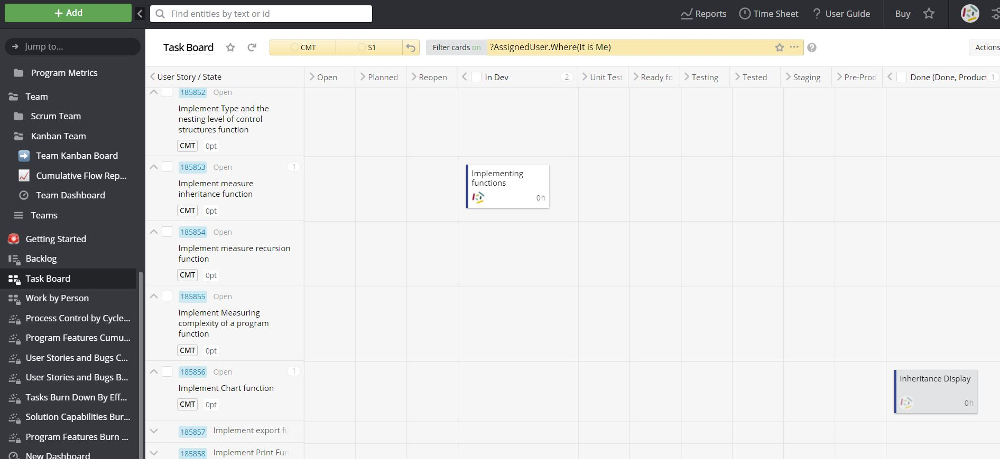 + Add
Find entities by text or id
Reports
Time Sheet
? User Guide
Buy
Jump to...
Program Metrics
Team
Scrum Team
Kanban Team
Team Kanban Board
Cumulative Flow Rep...
Team Dashboard
Teams
Getting Started
Backlog
Task Board
Work by Person
Process Control by Cycle...
Program Features Cumu...
User Stories and Bugs C...
User Stories and Bugs B...
Tasks Burn Down By Eff...
Solution Capabilities Bur...
Program Features Burn ...
New Dashboard
Task Board
CMT
S1
Filter cards on
?AssignedUser.Where(It is Me)
Actions
User Story / State
Open
Planned
Reopen
In Dev
2
Unit Test
Ready fo
Testing
Tested
Staging
Pre-Prod
Done (Done, Product
1
185852 Open
Implement Type and the
nesting level of control
structures function
CMT 0pt
185853 Open 1
Implement measure
inheritance function
CMT 0pt
Implementing
functions
0h
185854 Open
Implement measure recursion
function
CMT 0pt
185855 Open
Implement Measuring
complexity of a program
function
CMT 0pt
185856 Open 1
Implement Chart function
CMT 0pt
Inheritance Display
0h
185857 Implement export fu
185858 Implement Print Fun